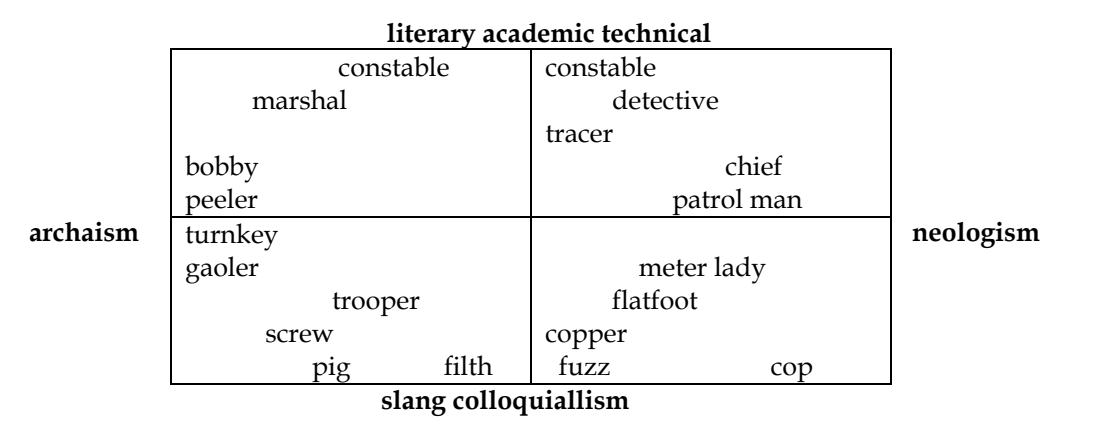 literary academic technical
constable constable
marshal detective
tracer
bobby chief
peeler patrol man
archaism turnkey neologism
gaoler meter lady
trooper flatfoot
screw copper
pig filth fuzz cop
slang colloquiallism